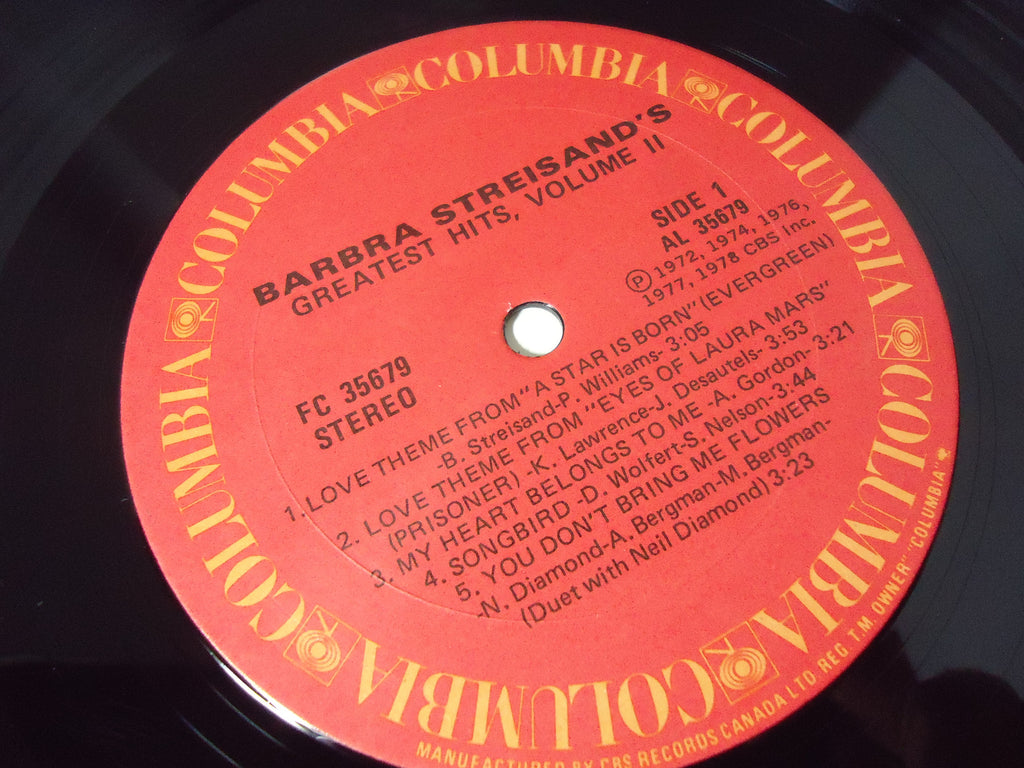 COLUMBIA COLUMBIA COLUMBIA COLUMBIA COLUMBIA COLUMBIA COLUMBIA COLUMBIA
BARBRA STREISAND'S
GREATEST HITS, VOLUME II
SIDE 1
AL 35679
Ⓟ 1972, 1974, 1976,
1977, 1978 CBS Inc.
FC 35679
STEREO
1. LOVE THEME FROM "A STAR IS BORN" (EVERGREEN)
-B. Streisand-P. Williams- 3:05
2. LOVE THEME FROM "EYES OF LAURA MARS"
(PRISONER) -K. Lawrence-J. Desautels- 3:53
3. MY HEART BELONGS TO ME -A. Gordon- 3:21
4. SONGBIRD -D. Wolfert-S. Nelson-3:44
5. YOU DON'T BRING ME FLOWERS
-N. Diamond-A. Bergman-M. Bergman-
(Duet with Neil Diamond) 3:23
MANUFACTURED BY CBS RECORDS CANADA LTD. REG. T.M. OWNER "COLUMBIA"